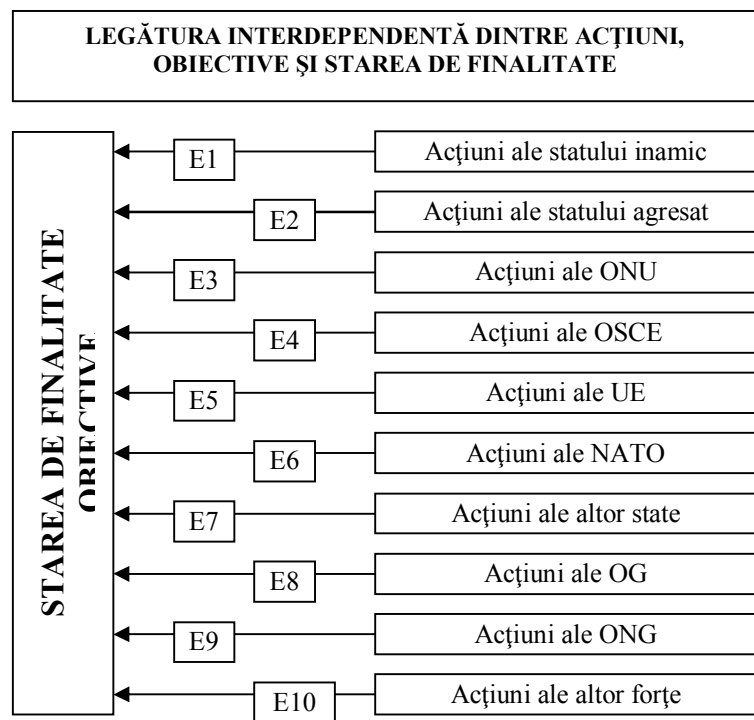 LEGĂTURA INTERDEPENDENTĂ DINTRE ACŢIUNI,
OBIECTIVE ŞI STAREA DE FINALITATE
STAREA DE FINALITATE
OBIECTIVE
E1
Acţiuni ale statului inamic
E2
Acţiuni ale statului agresat
E3
Acţiuni ale ONU
E4
Acţiuni ale OSCE
E5
Acţiuni ale UE
E6
Acţiuni ale NATO
E7
Acţiuni ale altor state
E8
Acţiuni ale OG
E9
Acţiuni ale ONG
E10
Acţiuni ale altor forţe